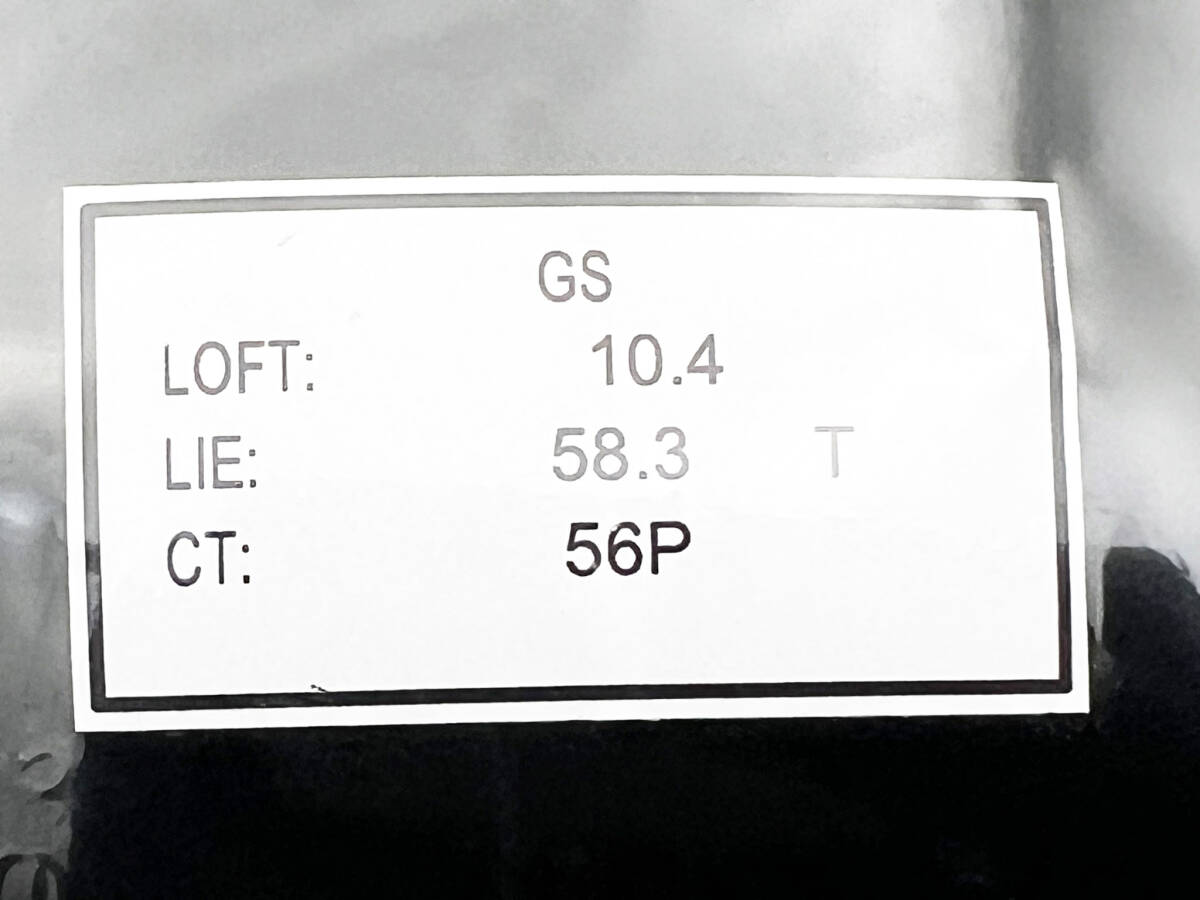 GS
LOFT: 10.4
LIE: 58.3 T
CT: 56P